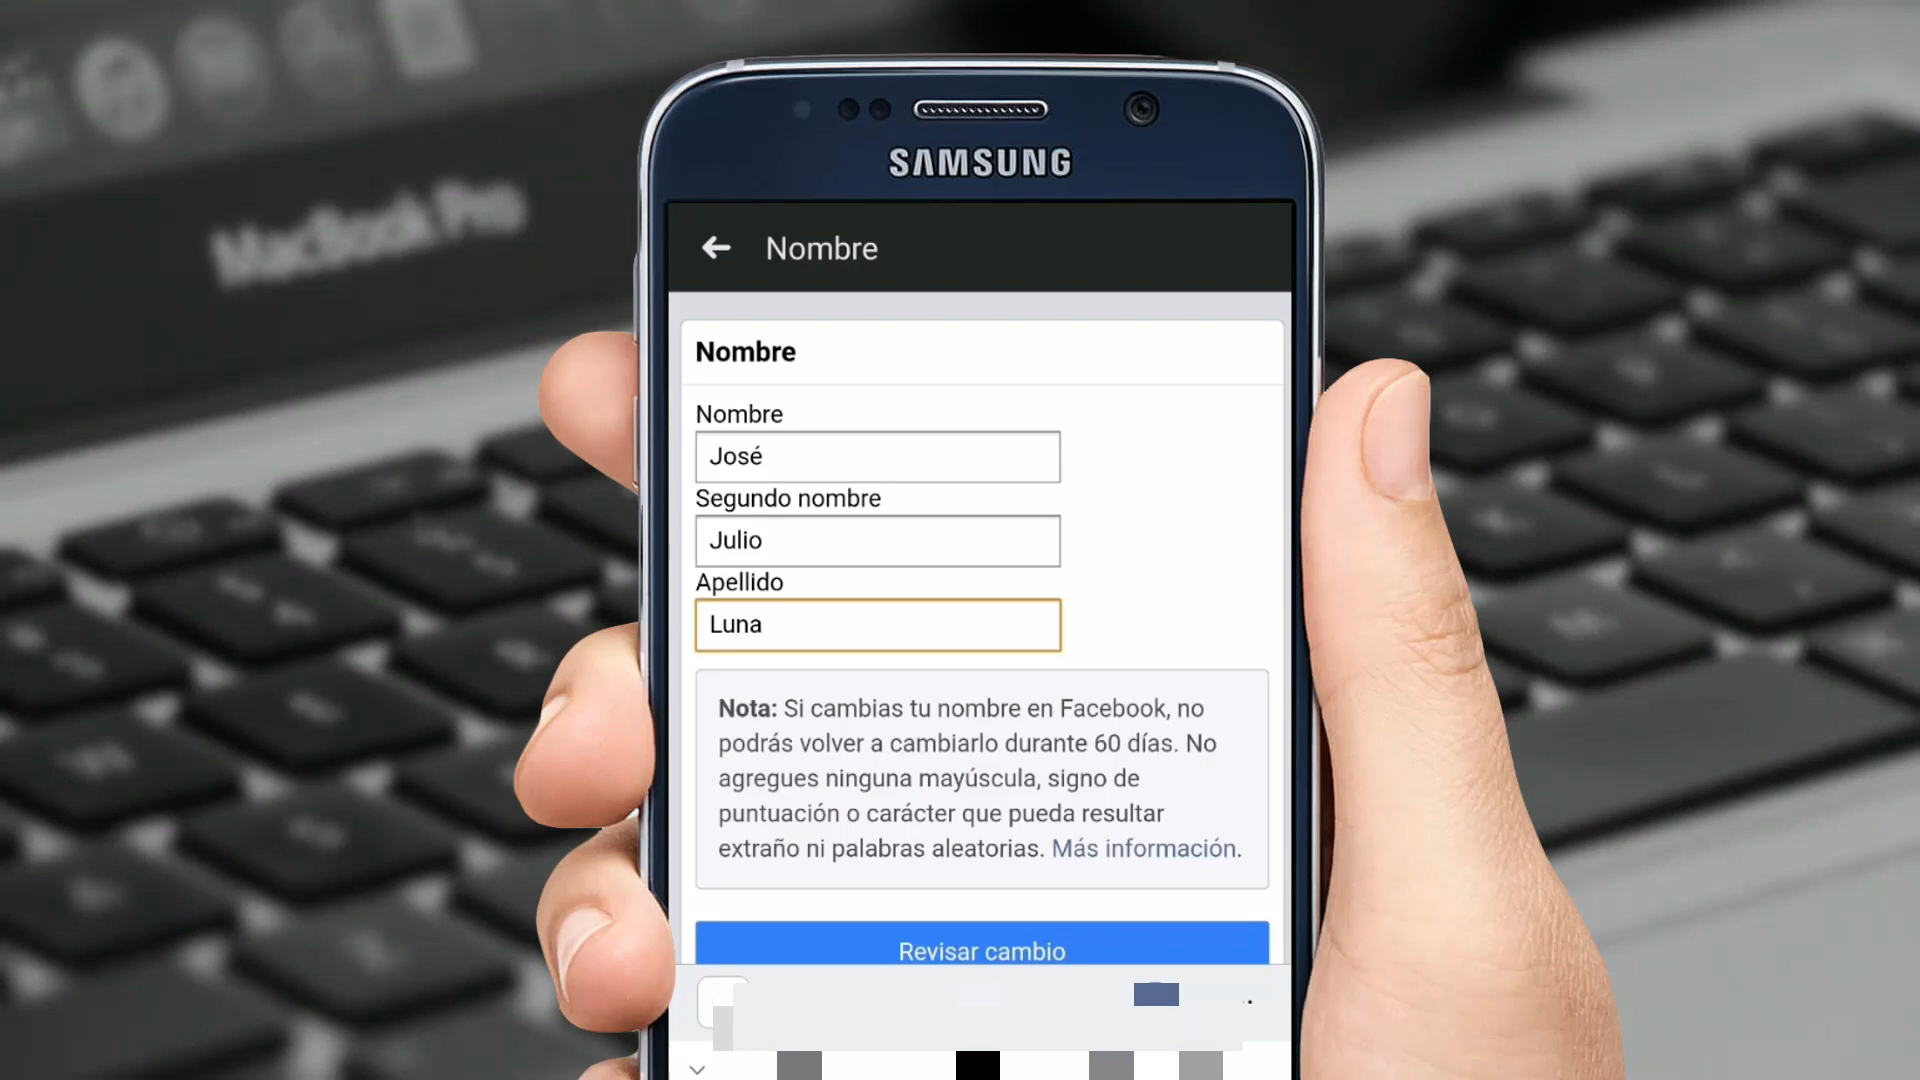 MacBook Pro
SAMSUNG
Nombre
Nombre
Nombre
José
Segundo nombre
Julio
Apellido
Luna
Nota: Si cambias tu nombre en Facebook, no
podrás volver a cambiarlo durante 60 días. No
agregues ninguna mayúscula, signo de
puntuación o carácter que pueda resultar
extraño ni palabras aleatorias. Más información.
Revisar cambio